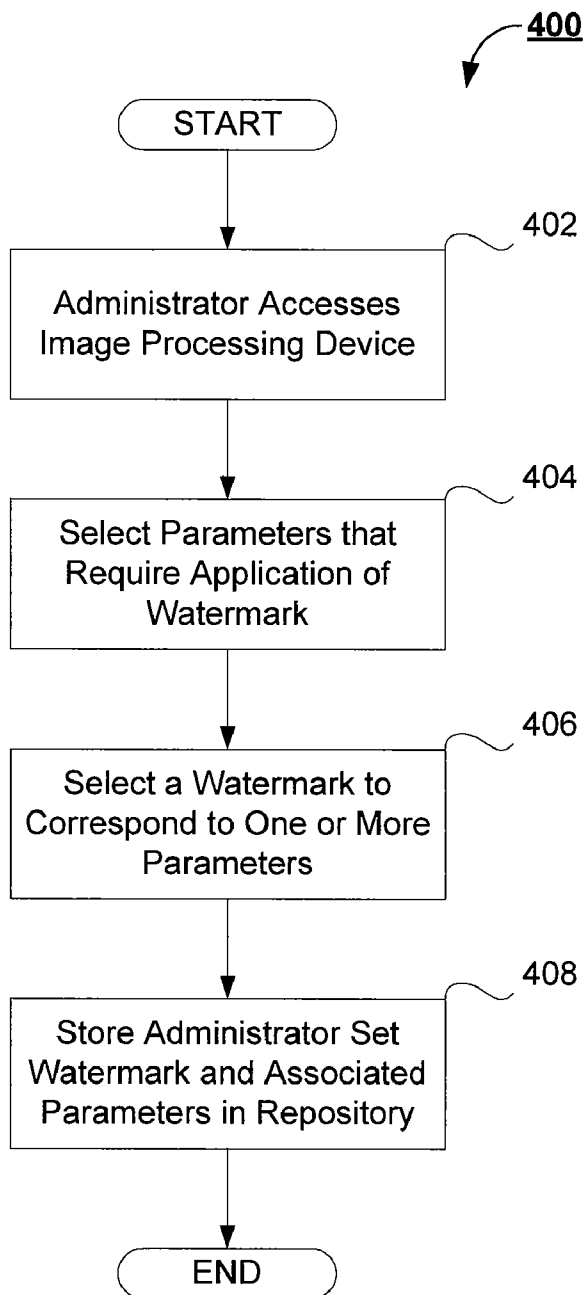 400
START
402
Administrator Accesses
Image Processing Device
404
Select Parameters that
Require Application of
Watermark
406
Select a Watermark to
Correspond to One or More
Parameters
408
Store Administrator Set
Watermark and Associated
Parameters in Repository
END